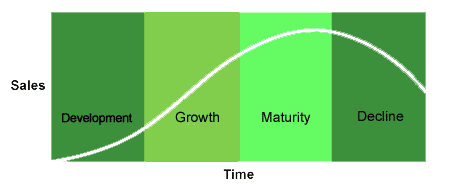 Sales
Development
Growth
Maturity
Decline
Time